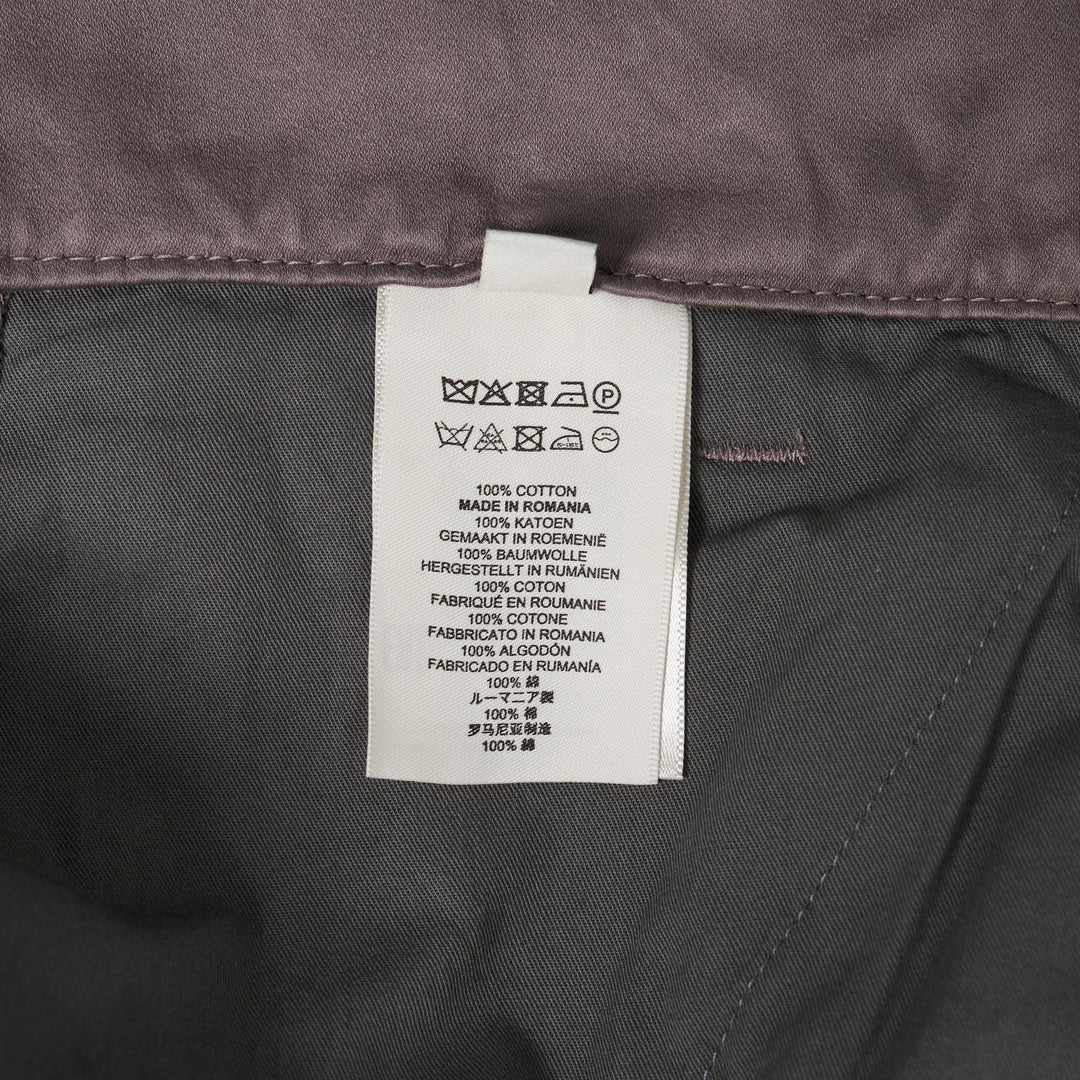 P
100% COTTON
MADE IN ROMANIA
100% KATOEN
GEMAAKT IN ROEMENIË
100% BAUMWOLLE
HERGESTELLT IN RUMÄNIEN
100% COTON
FABRIQUÉ EN ROUMANIE
100% COTONE
FABBRICATO IN ROMANIA
100% ALGODÓN
FABRICADO EN RUMANÍA
100% 綿
ルーマニア製
100% 棉
罗马尼亚制造
100% 綿